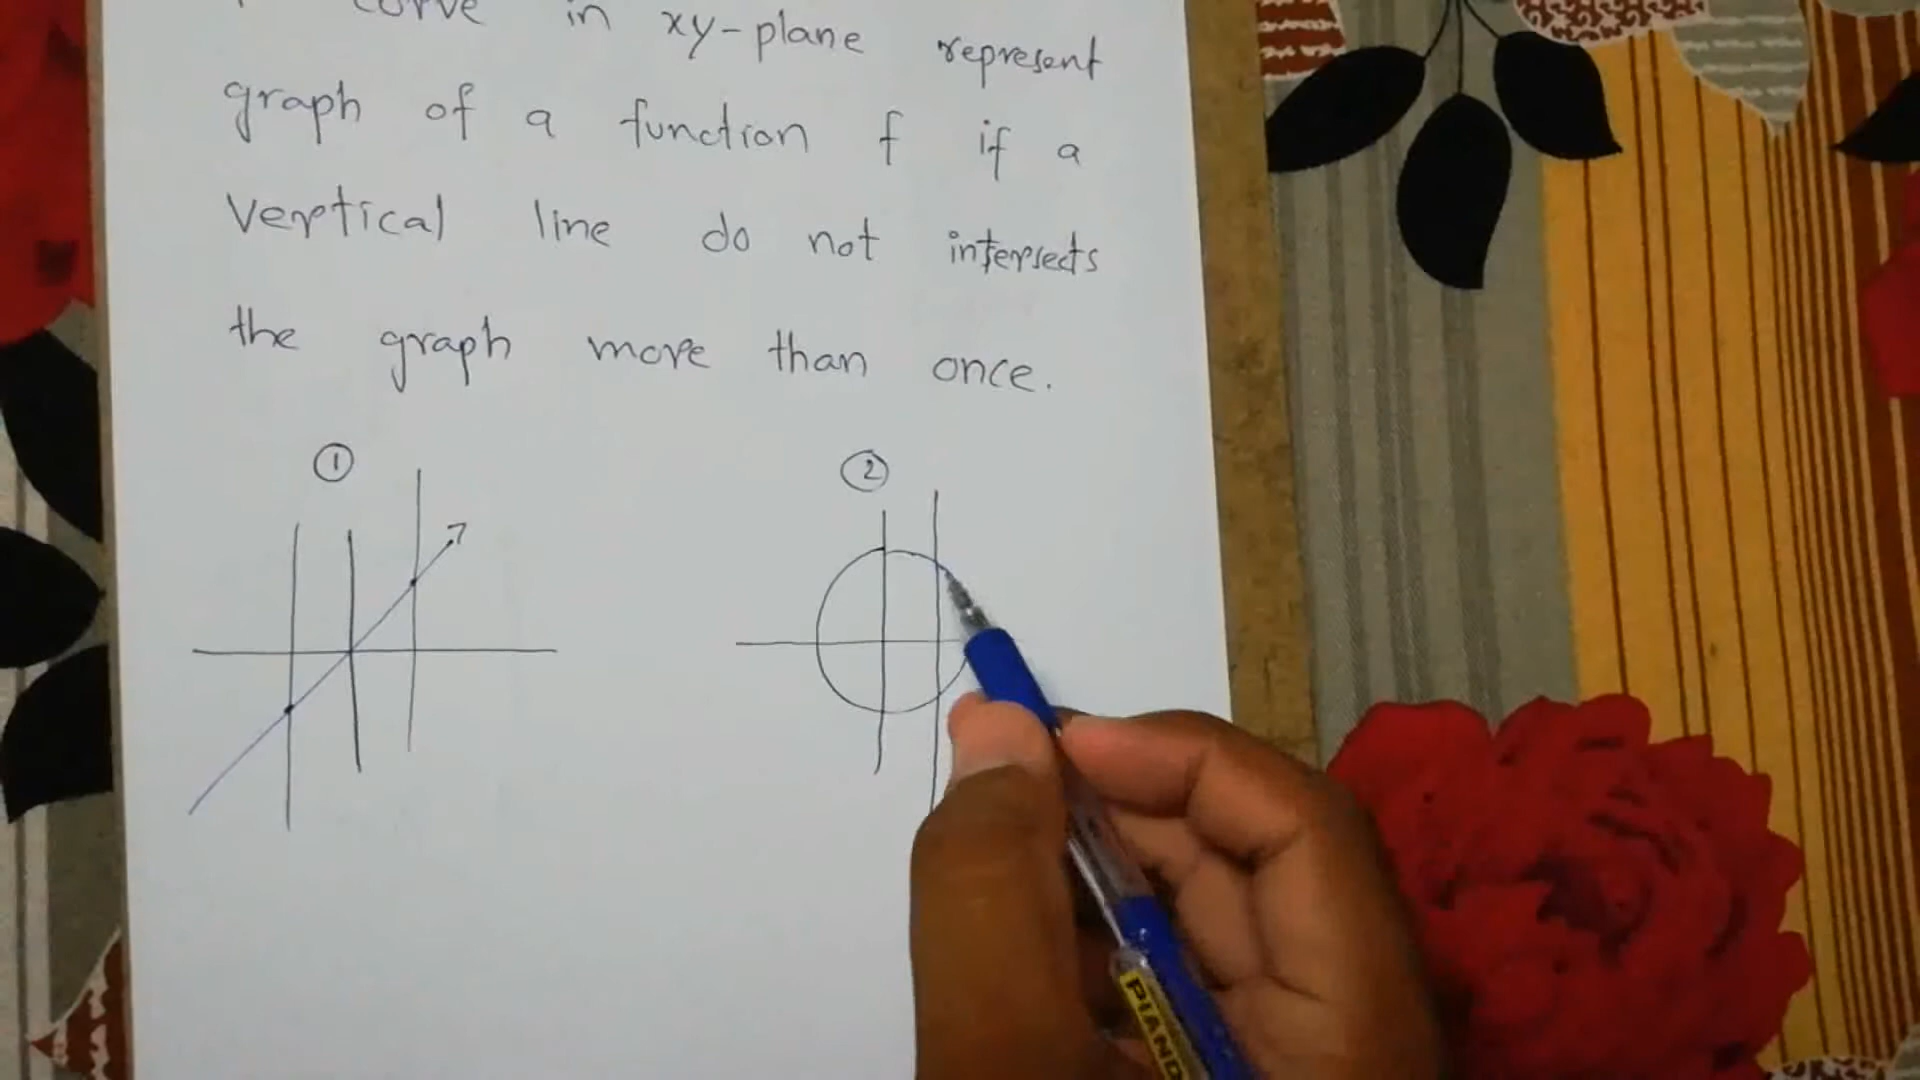 curve in xy-plane represent
graph of a function f if a
vertical line do not intersects
the graph more than once.
① ②
PIANO